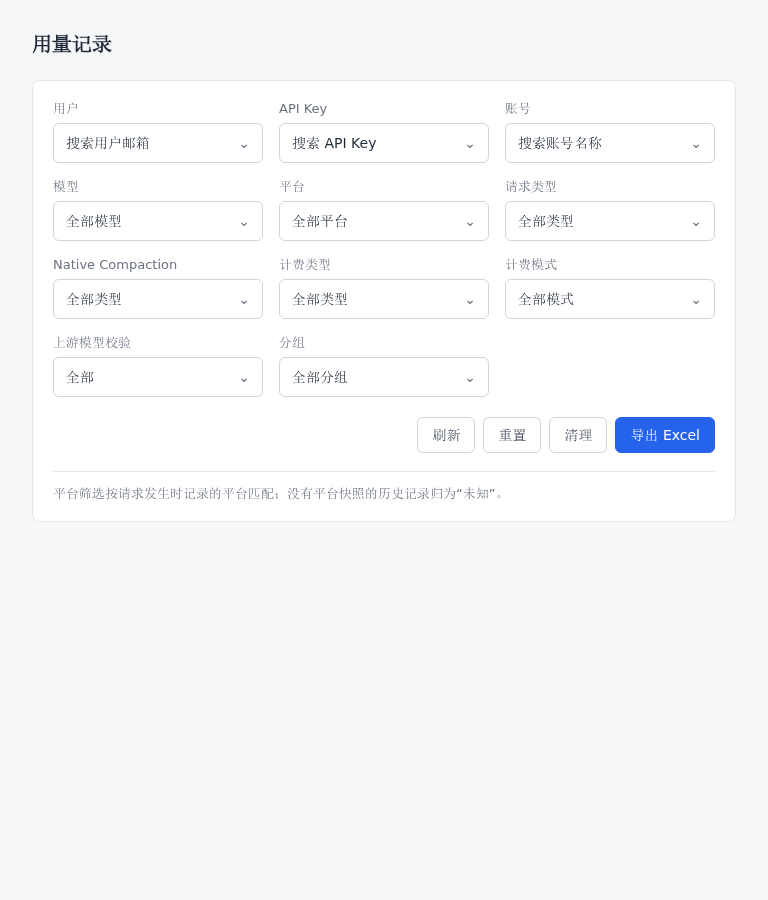 用量记录
用户 API Key 账号
搜索用户邮箱 搜索 API Key 搜索账号名称
模型 平台 请求类型
全部模型 全部平台 全部类型
Native Compaction 计费类型 计费模式
全部类型 全部类型 全部模式
上游模型校验 分组
全部 全部分组
刷新 重置 清理 导出 Excel
平台筛选按请求发生时记录的平台匹配；没有平台快照的历史记录归为“未知”。